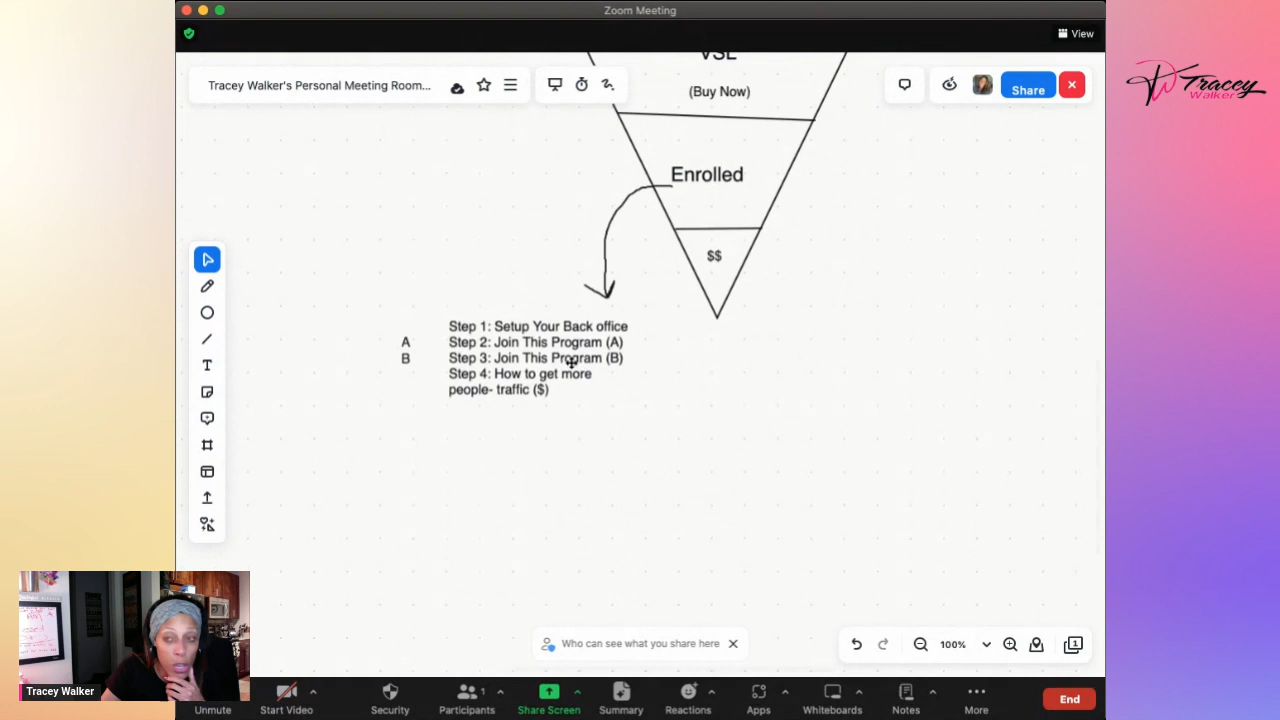 Zoom Meeting
View
Tracey Walker
Tracey Walker's Personal Meeting Room...
Share
VSL
(Buy Now)
Enrolled
$$
Step 1: Setup Your Back office
A Step 2: Join This Program (A)
B Step 3: Join This Program (B)
Step 4: How to get more
people- traffic ($)
Who can see what you share here
100%
1
Tracey Walker
Unmute
Start Video
Security
Participants 1
Share Screen
Summary
Reactions
Apps
Whiteboards
Notes
More
End